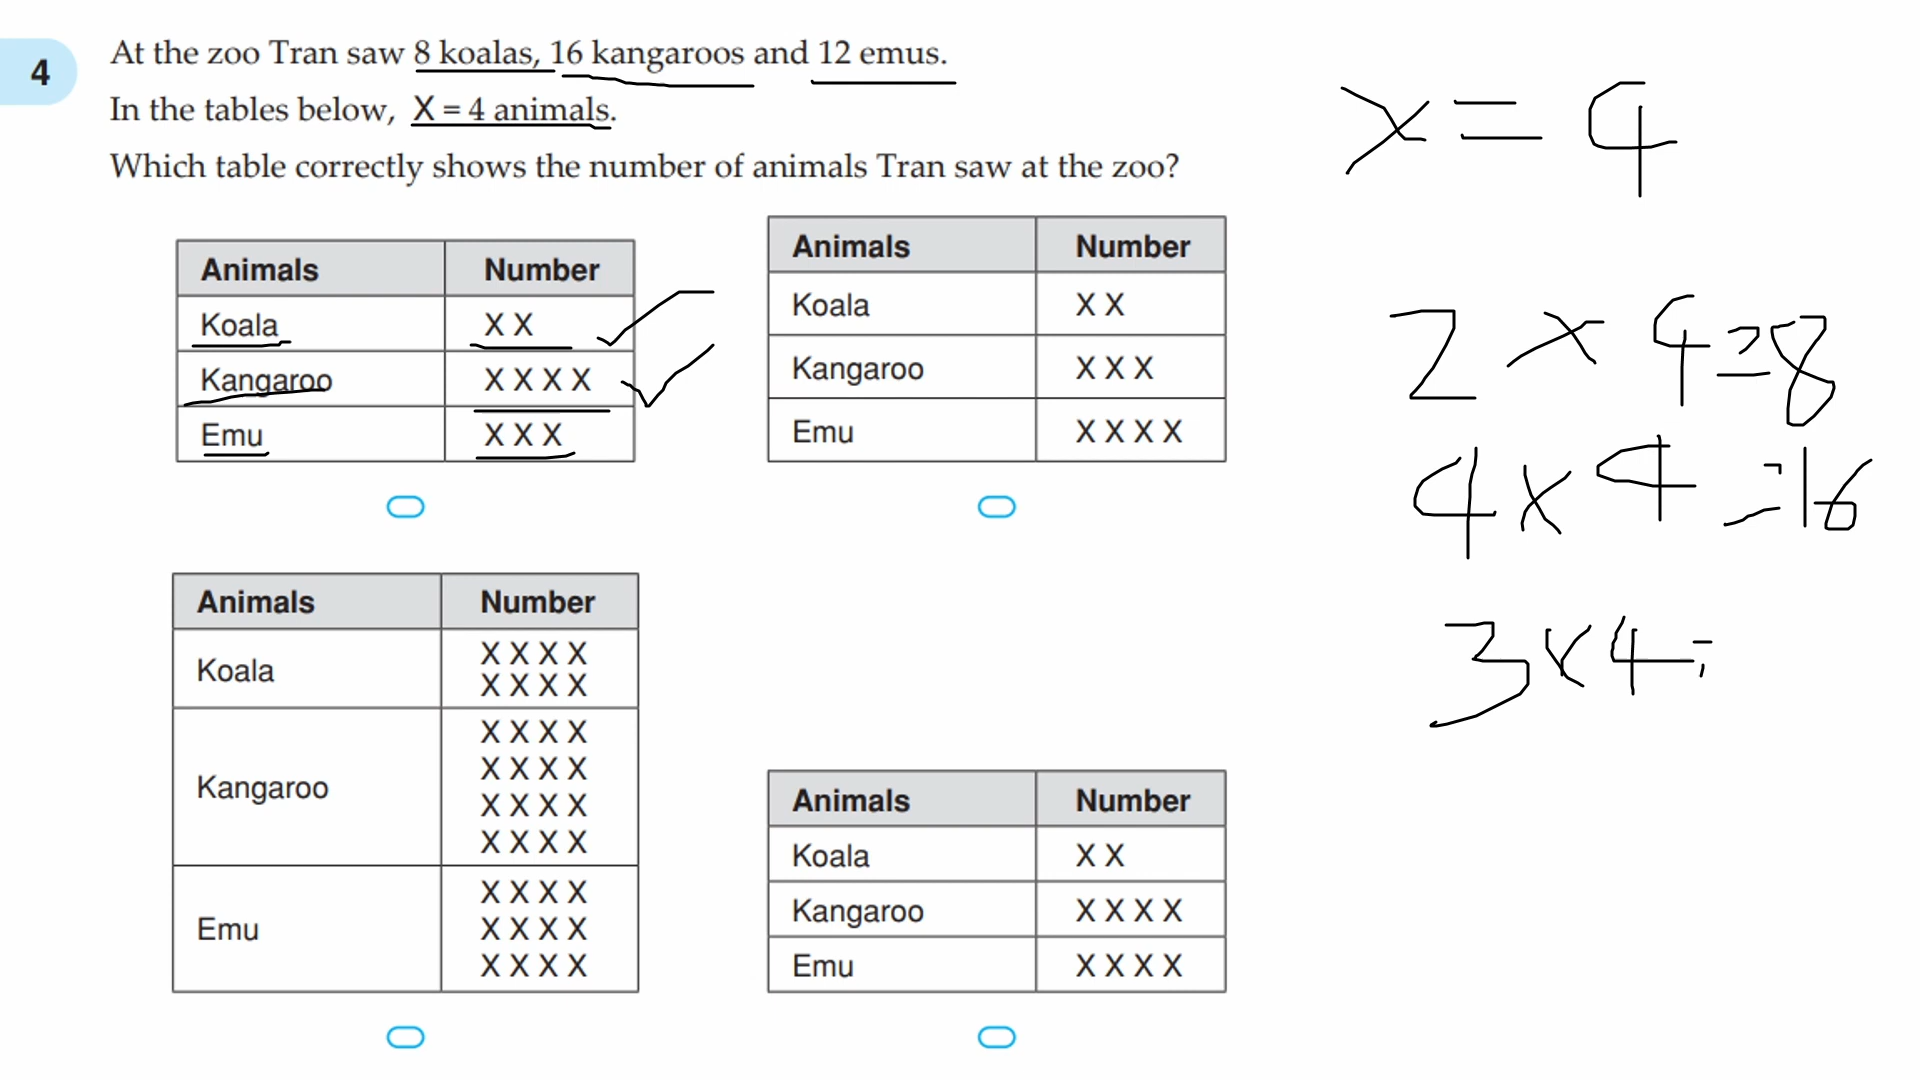 4
At the zoo Tran saw 8 koalas, 16 kangaroos and 12 emus.
In the tables below, X = 4 animals.
Which table correctly shows the number of animals Tran saw at the zoo?
Animals Number
Koala X X
Kangaroo X X X X
Emu X X X
Animals Number
Koala X X
Kangaroo X X X
Emu X X X X
Animals Number
Koala X X X X
X X X X
Kangaroo X X X X
X X X X
X X X X
X X X X
Emu X X X X
X X X X
X X X X
Animals Number
Koala X X
Kangaroo X X X X
Emu X X X X
x = 4
2 x 4 = 8
4 x 4 = 16
3 x 4 =